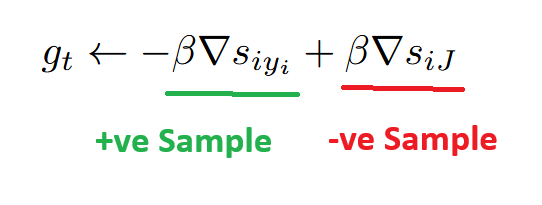 g_t ← −β∇s_{iy_i} + β∇s_{iJ}
+ve Sample -ve Sample